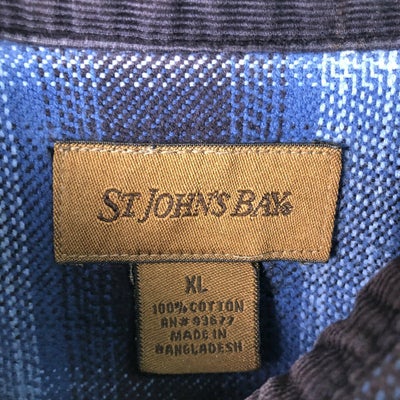 ST. JOHN'S BAY®
XL
100% COTTON
RN # 93677
MADE IN
BANGLADESH